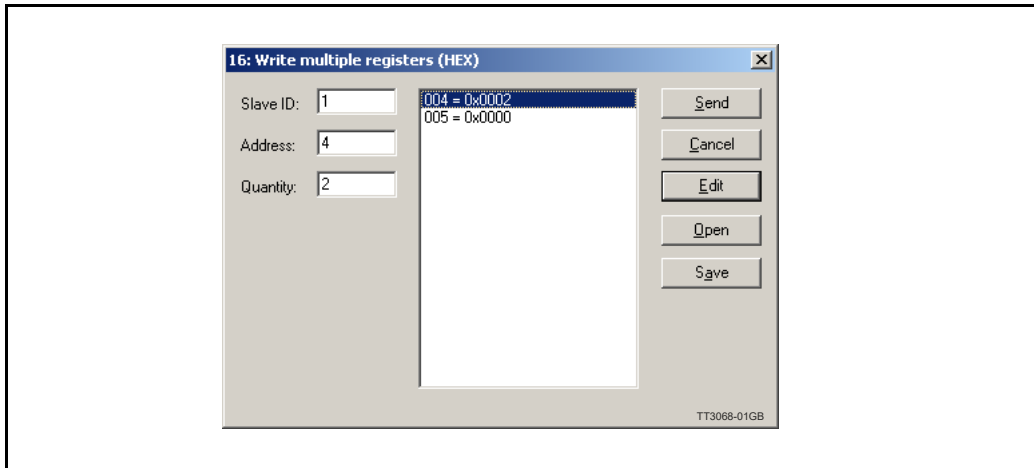 16: Write multiple registers (HEX)
Slave ID: 1
Address: 4
Quantity: 2
004 = 0x0002
005 = 0x0000
Send
Cancel
Edit
Open
Save
TT3068-01GB